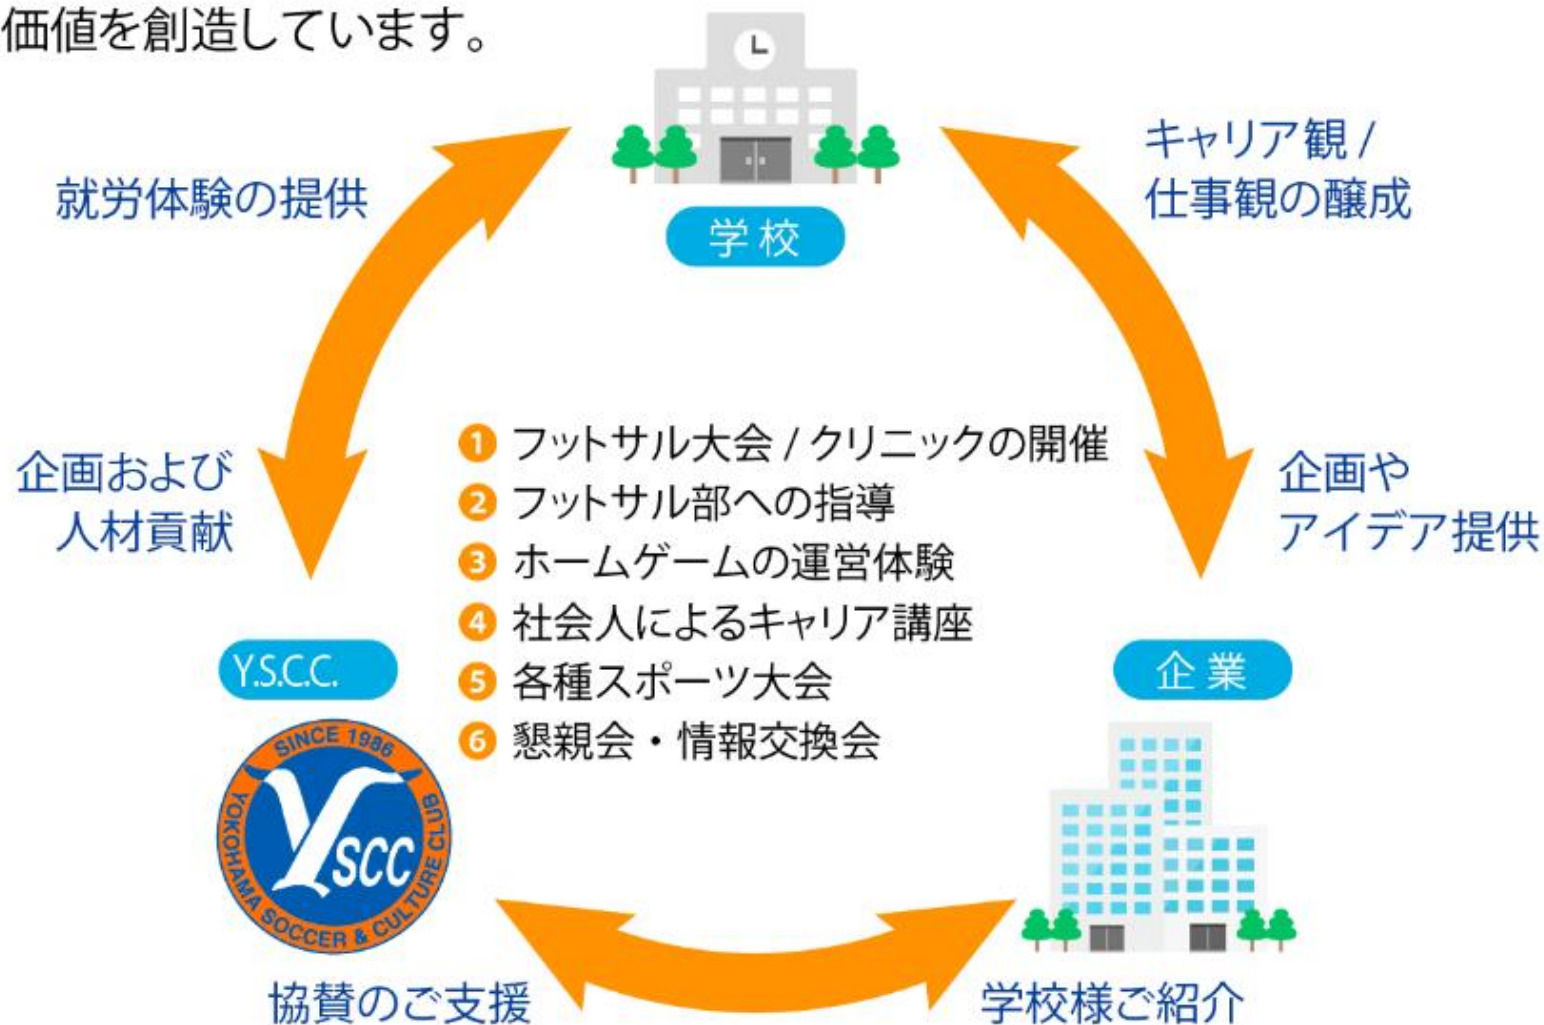 価値を創造しています。
学校
就労体験の提供
キャリア観 /
仕事観の醸成
企画および
人材貢献
企画や
アイデア提供
1 フットサル大会 / クリニックの開催
2 フットサル部への指導
3 ホームゲームの運営体験
4 社会人によるキャリア講座
5 各種スポーツ大会
6 懇親会・情報交換会
Y.S.C.C.
企業
SINCE 1986
YOKOHAMA SOCCER & CULTURE CLUB
YSCC
協賛のご支援
学校様ご紹介